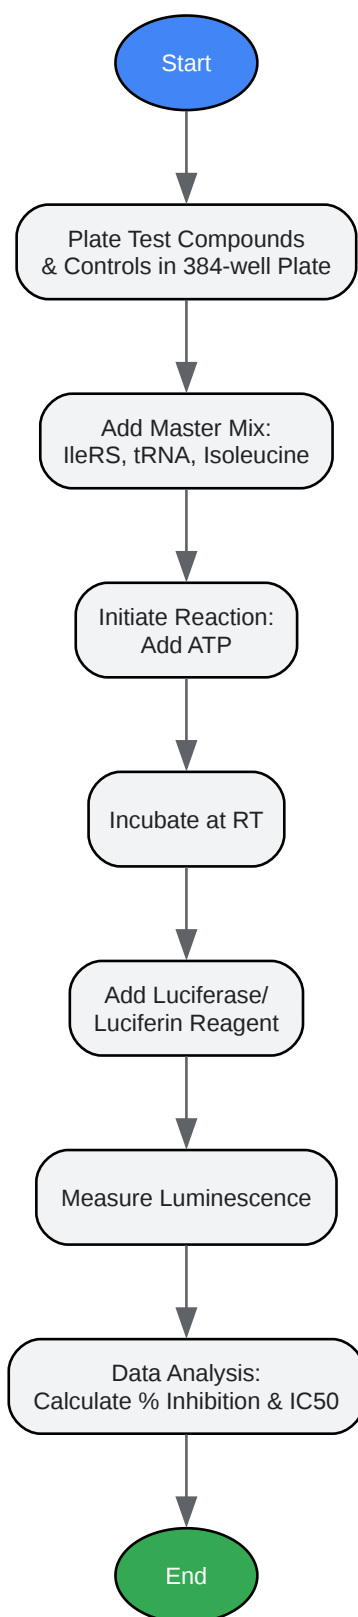 Start
Plate Test Compounds
& Controls in 384-well Plate
Add Master Mix:
IleRS, tRNA, Isoleucine
Initiate Reaction:
Add ATP
Incubate at RT
Add Luciferase/
Luciferin Reagent
Measure Luminescence
Data Analysis:
Calculate % Inhibition & IC50
End